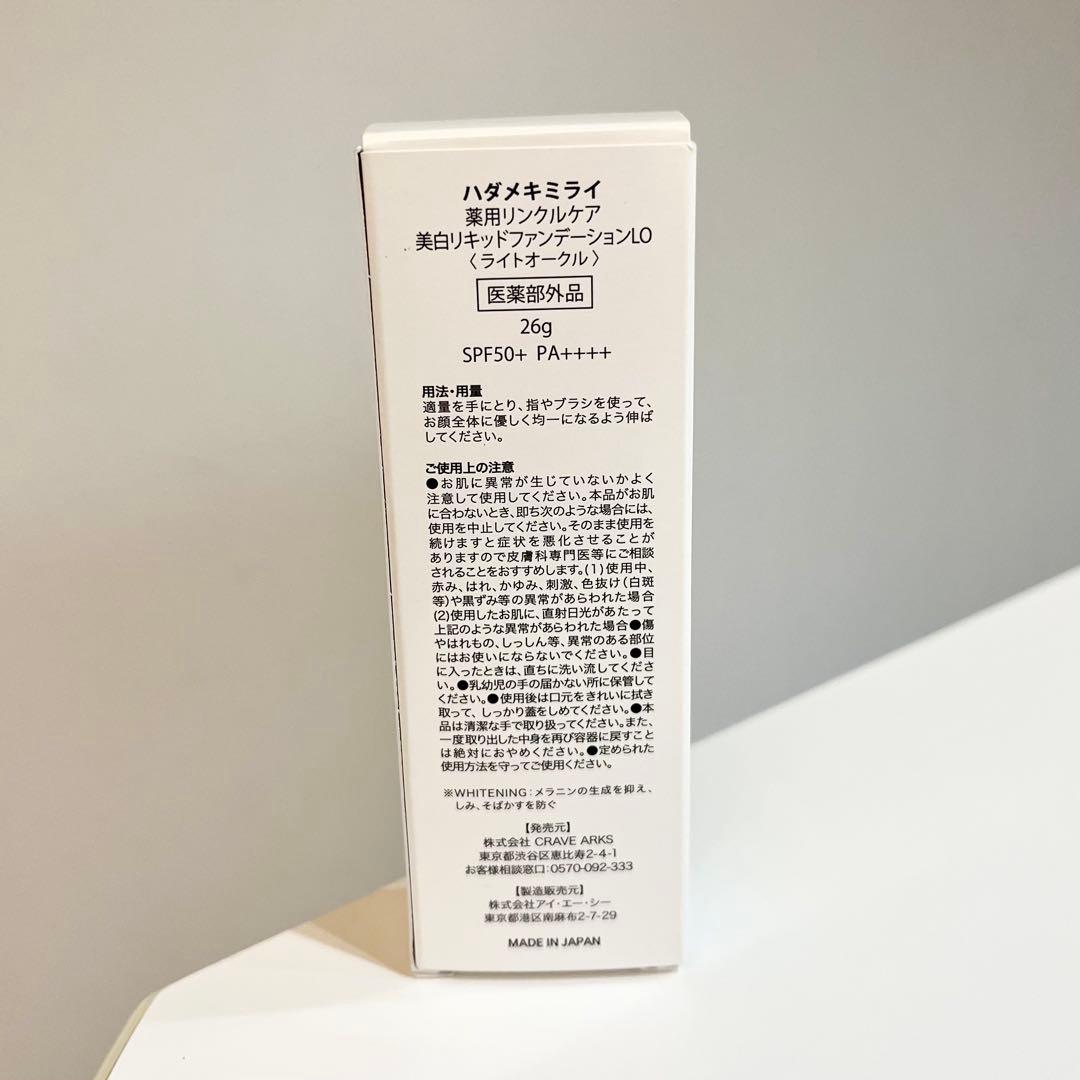 ハダメキミライ
薬用リンクルケア
美白リキッドファンデーションLO
〈ライトオークル〉
医薬部外品
26g
SPF50+ PA++++
用法・用量
適量を手にとり、指やブラシを使って、
お顔全体に優しく均一になるよう伸ば
してください。
ご使用上の注意
●お肌に異常が生じていないかよく
注意して使用してください。本品がお肌
に合わないとき、即ち次のような場合には、
使用を中止してください。そのまま使用を
続けますと症状を悪化させることが
ありますので皮膚科専門医等にご相談
されることをおすすめします。(1)使用中、
赤み、はれ、かゆみ、刺激、色抜け(白斑
等)や黒ずみ等の異常があらわれた場合
(2)使用したお肌に、直射日光があたって
上記のような異常があらわれた場合●傷
やはれもの、しっしん等、異常のある部位
にはお使いにならないでください。●目
に入ったときは、直ちに洗い流してくださ
い。●乳幼児の手の届かない所に保管して
ください。●使用後は口元をきれいに拭き
取って、しっかり蓋をしめてください。●本
品は清潔な手で取り扱ってください。また、
一度取り出した中身を再び容器に戻すこと
は絶対におやめください。●定められた
使用方法を守ってご使用ください。
※WHITENING：メラニンの生成を抑え、
しみ、そばかすを防ぐ
【発売元】
株式会社 CRAVE ARKS
東京都渋谷区恵比寿2-4-1
お客様相談窓口：0570-092-333
【製造販売元】
株式会社アイ・エー・シー
東京都港区南麻布2-7-29
MADE IN JAPAN